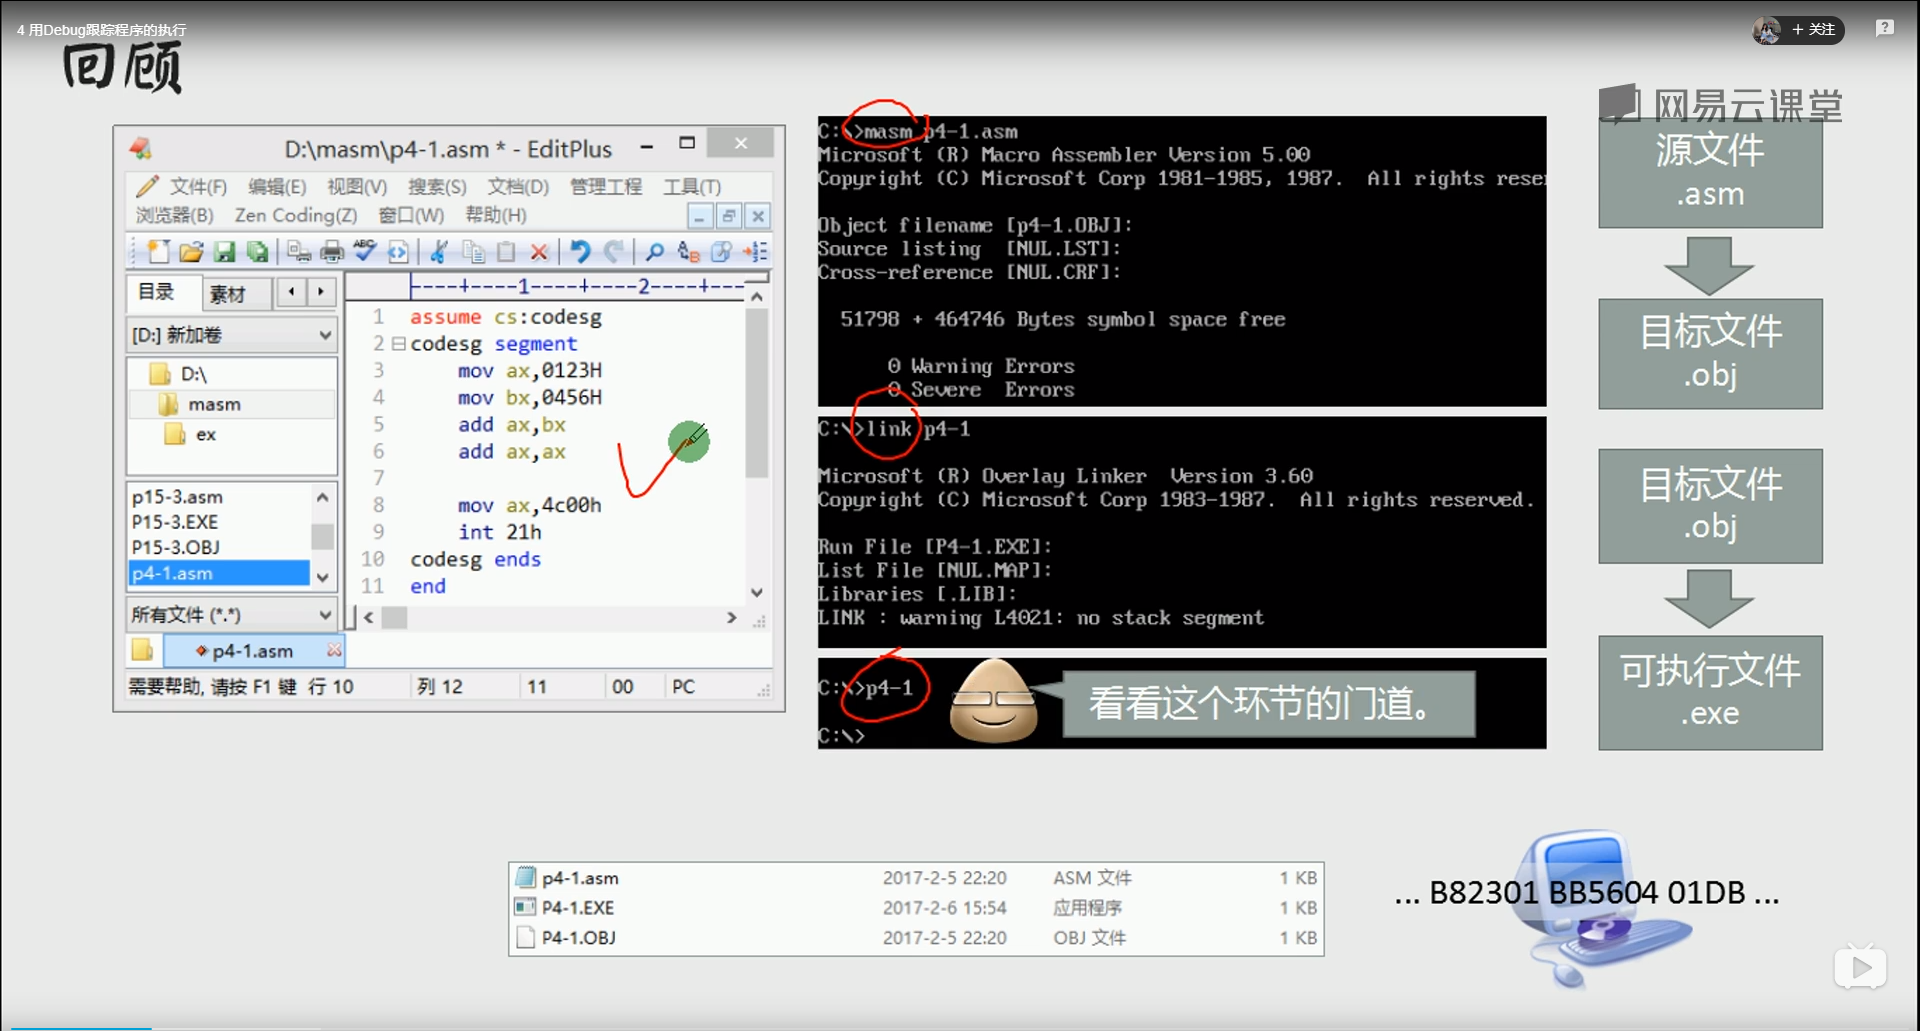 4 用Debug跟踪程序的执行
+ 关注
回顾
网易云课堂
D:\masm\p4-1.asm * - EditPlus
文件(F) 编辑(E) 视图(V) 搜索(S) 文档(D) 管理工程 工具(T)
浏览器(B) Zen Coding(Z) 窗口(W) 帮助(H)
目录 素材
[D:] 新加卷
D:\
masm
ex
p15-3.asm
P15-3.EXE
P15-3.OBJ
p4-1.asm
所有文件 (*.*)
├----+----1----+----2----+---
1 assume cs:codesg
2 codesg segment
3 mov ax,0123H
4 mov bx,0456H
5 add ax,bx
6 add ax,ax
7
8 mov ax,4c00h
9 int 21h
10 codesg ends
11 end
p4-1.asm
需要帮助, 请按 F1 键 行 10 列 12 11 00 PC
C:\>masm p4-1.asm
Microsoft (R) Macro Assembler Version 5.00
Copyright (C) Microsoft Corp 1981-1985, 1987. All rights reser
Object filename [p4-1.OBJ]:
Source listing [NUL.LST]:
Cross-reference [NUL.CRF]:
51798 + 464746 Bytes symbol space free
0 Warning Errors
0 Severe Errors
C:\>link p4-1
Microsoft (R) Overlay Linker Version 3.60
Copyright (C) Microsoft Corp 1983-1987. All rights reserved.
Run File [P4-1.EXE]:
List File [NUL.MAP]:
Libraries [.LIB]:
LINK : warning L4021: no stack segment
C:\>p4-1
C:\>
看看这个环节的门道。
源文件
.asm
目标文件
.obj
目标文件
.obj
可执行文件
.exe
p4-1.asm 2017-2-5 22:20 ASM 文件 1 KB
P4-1.EXE 2017-2-6 15:54 应用程序 1 KB
P4-1.OBJ 2017-2-5 22:20 OBJ 文件 1 KB
... B82301 BB5604 01DB ...